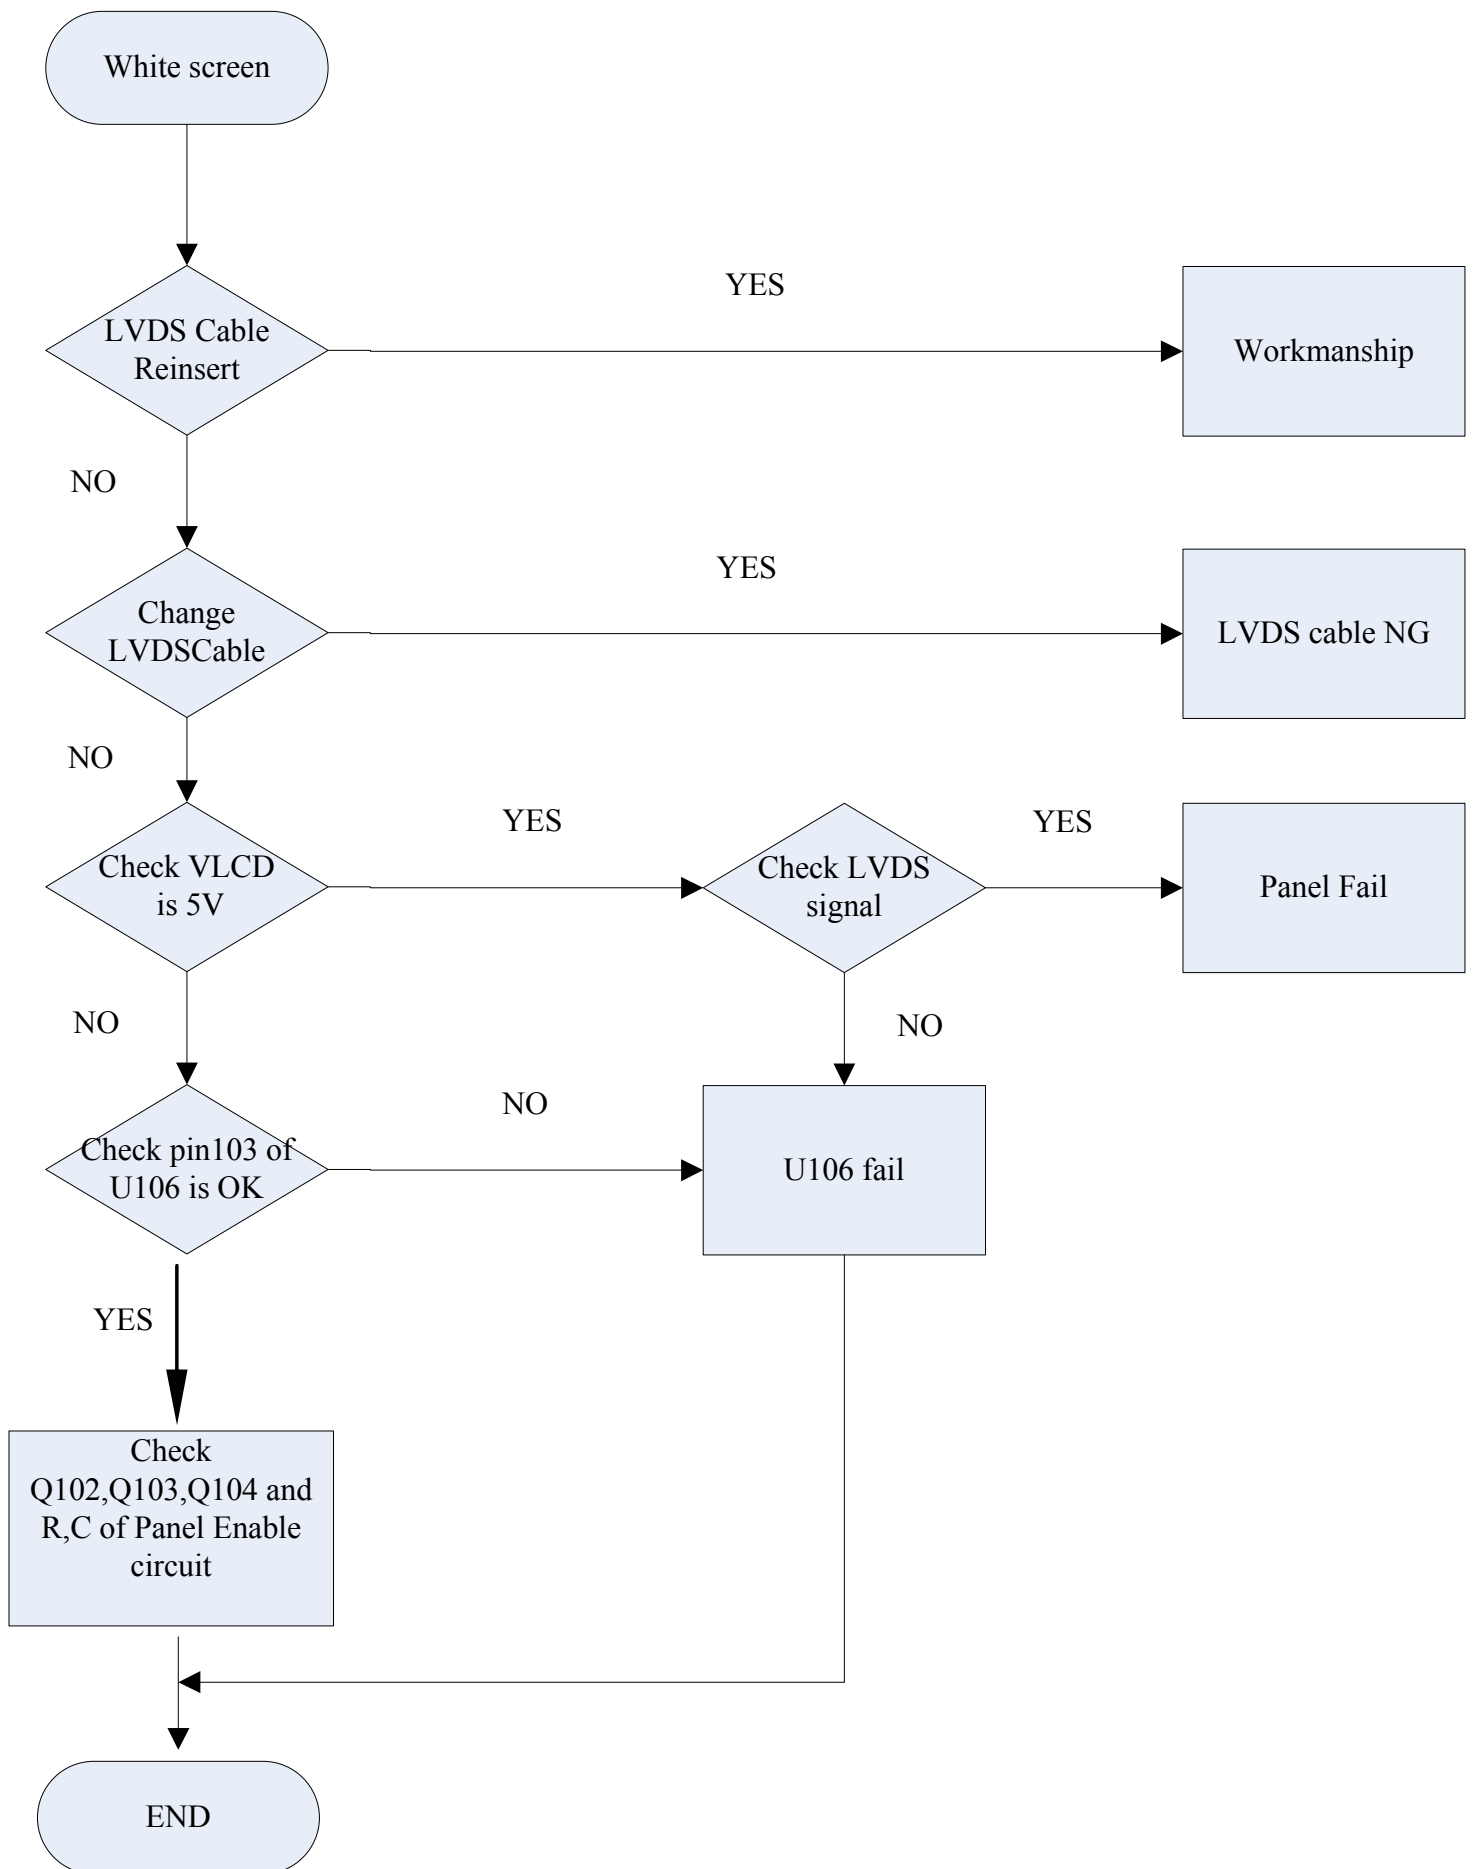 White screen
YES
LVDS Cable
Reinsert
Workmanship
NO
YES
Change
LVDSCable
LVDS cable NG
NO
YES
YES
Check VLCD
is 5V
Check LVDS
signal
Panel Fail
NO
NO
NO
Check pin103 of
U106 is OK
U106 fail
YES
Check
Q102,Q103,Q104 and
R,C of Panel Enable
circuit
END